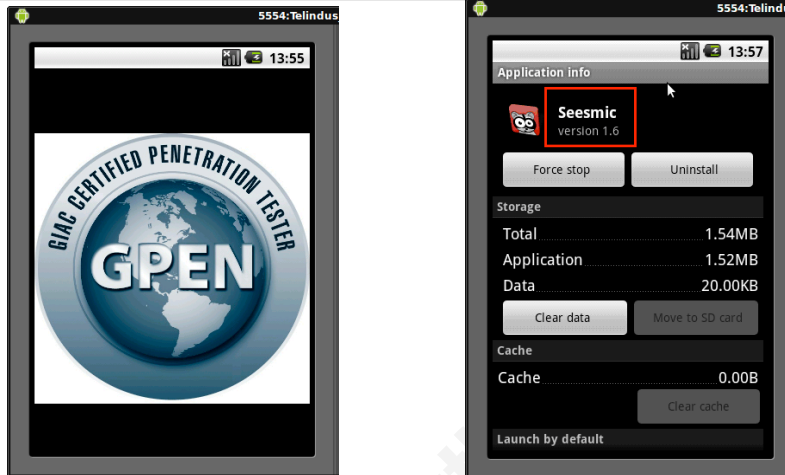 5554:Telindus
13:55
GIAC CERTIFIED PENETRATION TESTER
GPEN
5554:Telind
13:57
Application info
Seesmic
version 1.6
Force stop
Uninstall
Storage
Total 1.54MB
Application 1.52MB
Data 20.00KB
Clear data
Move to SD card
Cache
Cache 0.00B
Clear cache
Launch by default